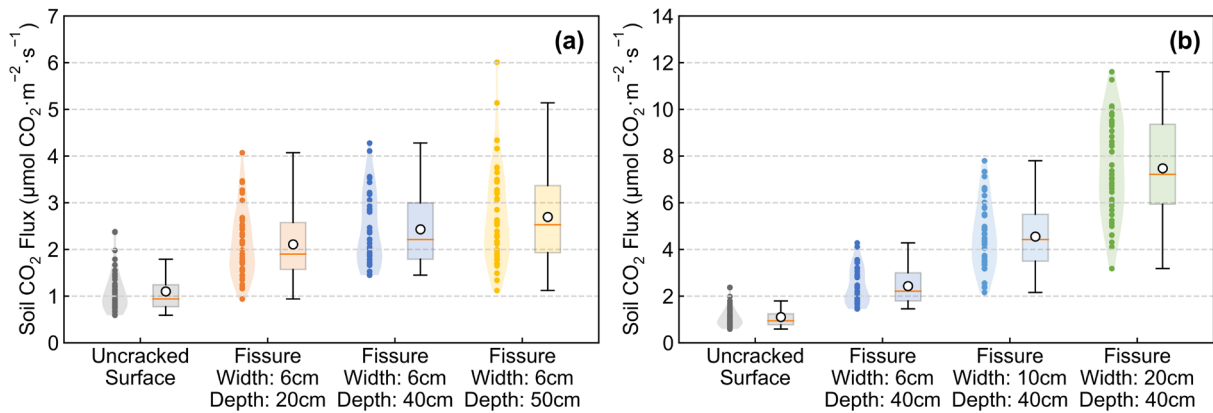 (a)
Soil CO₂ Flux (μmol CO₂·m⁻²·s⁻¹)
7
6
5
4
3
2
1
0
Uncracked
Surface
Fissure
Width: 6cm
Depth: 20cm
Fissure
Width: 6cm
Depth: 40cm
Fissure
Width: 6cm
Depth: 50cm
(b)
Soil CO₂ Flux (μmol CO₂·m⁻²·s⁻¹)
14
12
10
8
6
4
2
0
Uncracked
Surface
Fissure
Width: 6cm
Depth: 40cm
Fissure
Width: 10cm
Depth: 40cm
Fissure
Width: 20cm
Depth: 40cm